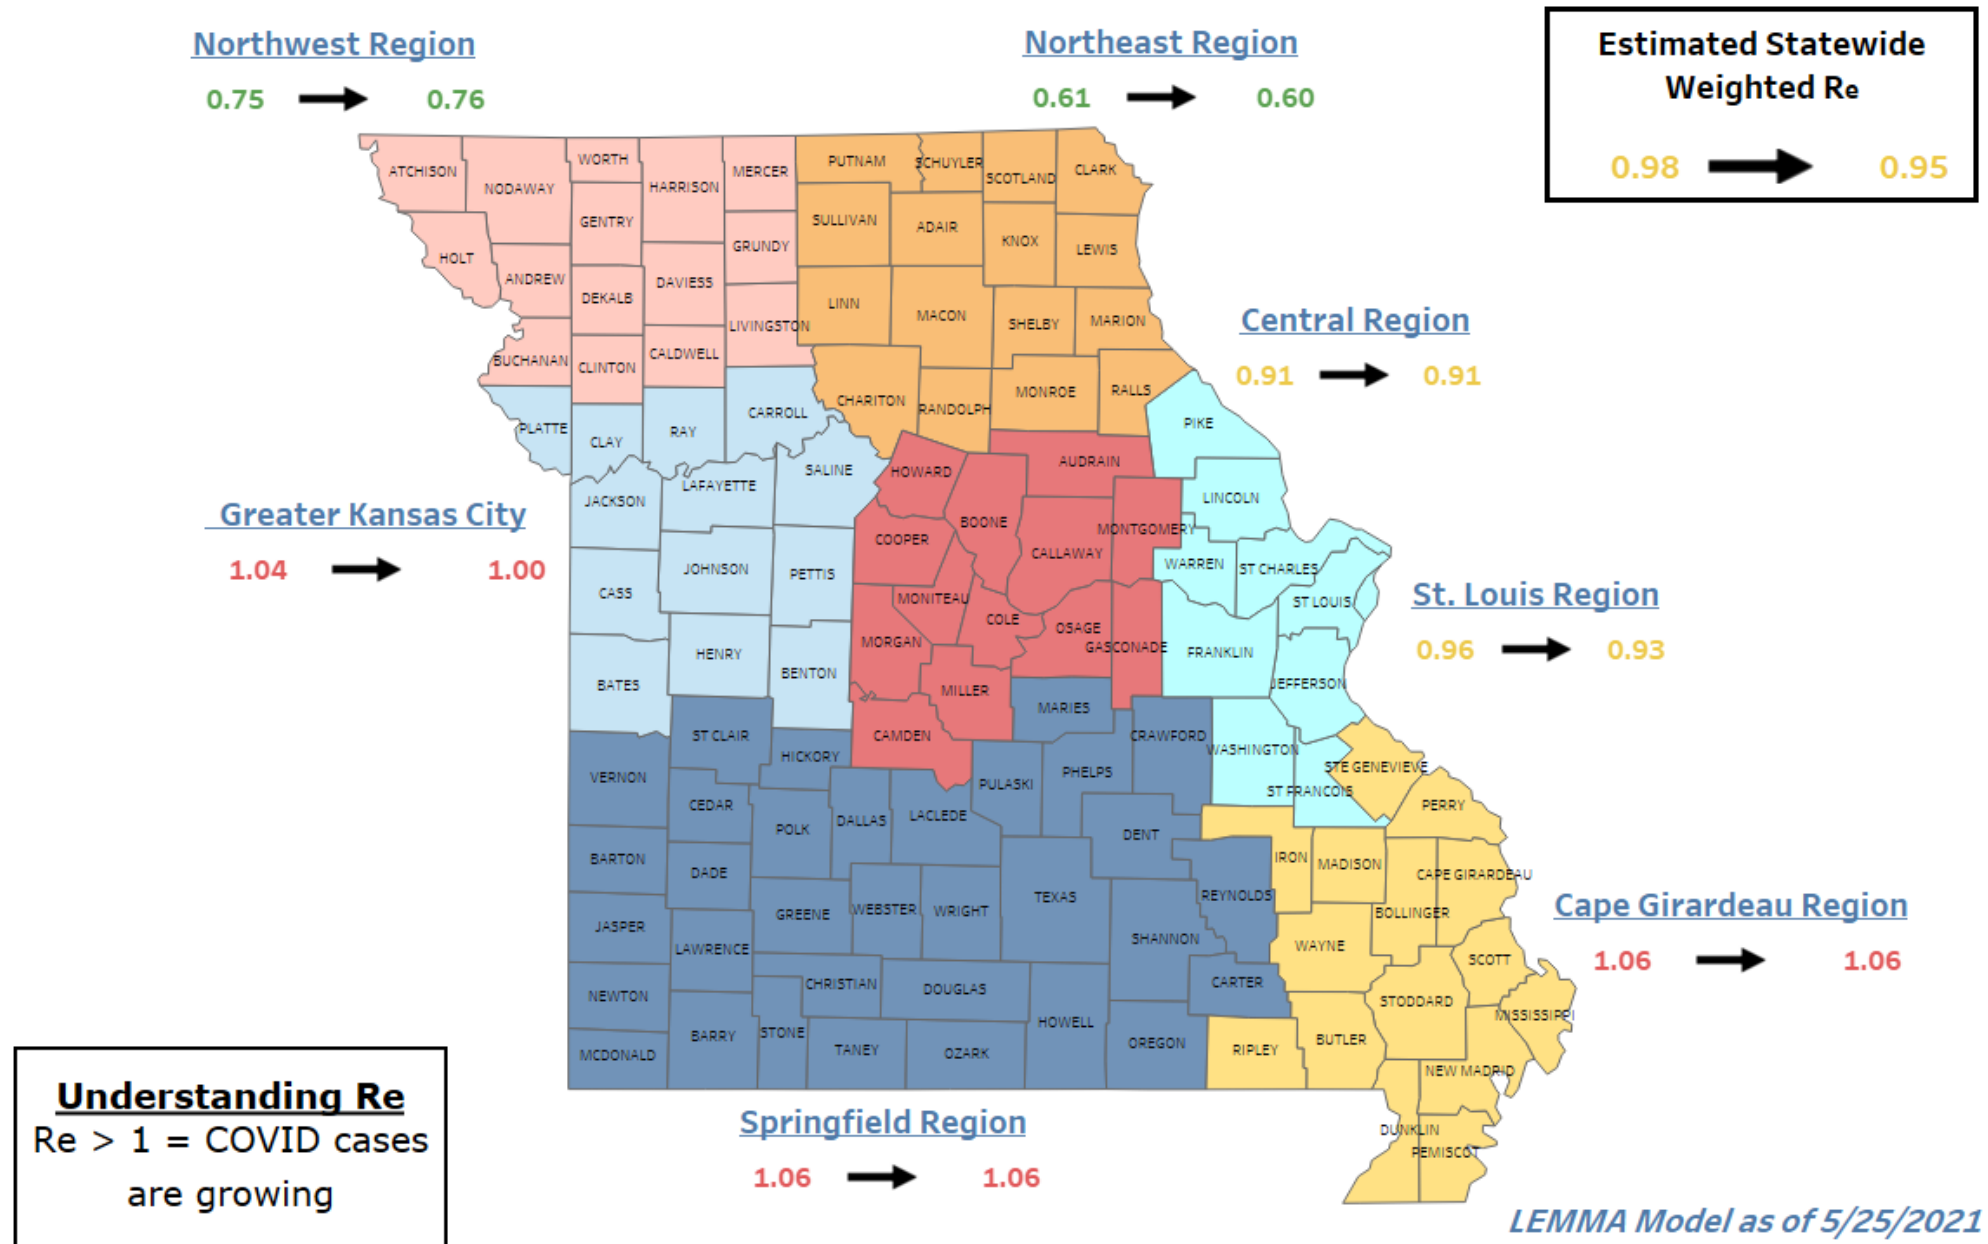 Northwest Region
0.75 0.76
Northeast Region
0.61 0.60
Estimated Statewide
Weighted Re
0.98 0.95
Central Region
0.91 0.91
Greater Kansas City
1.04 1.00
St. Louis Region
0.96 0.93
Cape Girardeau Region
1.06 1.06
Springfield Region
1.06 1.06
ATCHISON
NODAWAY
WORTH
HARRISON
MERCER
PUTNAM
SCHUYLER
SCOTLAND
CLARK
HOLT
GENTRY
GRUNDY
SULLIVAN
ADAIR
KNOX
LEWIS
ANDREW
DEKALB
DAVIESS
LIVINGSTON
LINN
MACON
SHELBY
MARION
BUCHANAN
CLINTON
CALDWELL
CHARITON
RANDOLPH
MONROE
RALLS
PLATTE
CLAY
RAY
CARROLL
PIKE
JACKSON
LAFAYETTE
SALINE
HOWARD
BOONE
AUDRAIN
LINCOLN
COOPER
CALLAWAY
MONTGOMERY
WARREN
ST CHARLES
CASS
JOHNSON
PETTIS
MONITEAU
COLE
OSAGE
GASCONADE
ST LOUIS
FRANKLIN
BATES
HENRY
BENTON
MORGAN
MILLER
MARIES
JEFFERSON
CAMDEN
CRAWFORD
WASHINGTON
ST CLAIR
HICKORY
PULASKI
PHELPS
ST FRANCOIS
STE GENEVIEVE
PERRY
VERNON
CEDAR
POLK
DALLAS
LACLEDE
DENT
IRON
MADISON
CAPE GIRARDEAU
BARTON
DADE
GREENE
WEBSTER
WRIGHT
TEXAS
REYNOLDS
BOLLINGER
JASPER
LAWRENCE
SHANNON
WAYNE
SCOTT
NEWTON
CHRISTIAN
DOUGLAS
CARTER
STODDARD
MISSISSIPPI
MCDONALD
BARRY
STONE
TANEY
OZARK
HOWELL
OREGON
RIPLEY
BUTLER
NEW MADRID
DUNKLIN
PEMISCOT
Understanding Re
Re > 1 = COVID cases
are growing
LEMMA Model as of 5/25/2021